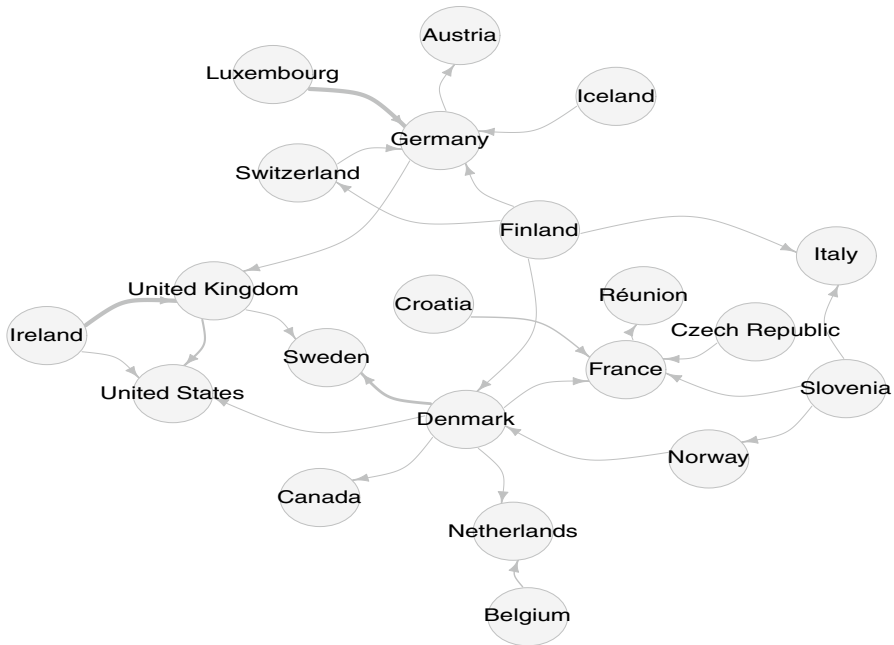 Austria
Luxembourg
Iceland
Germany
Switzerland
Finland
Italy
United Kingdom
Croatia
Réunion
Czech Republic
Ireland
Sweden
France
United States
Slovenia
Denmark
Norway
Canada
Netherlands
Belgium